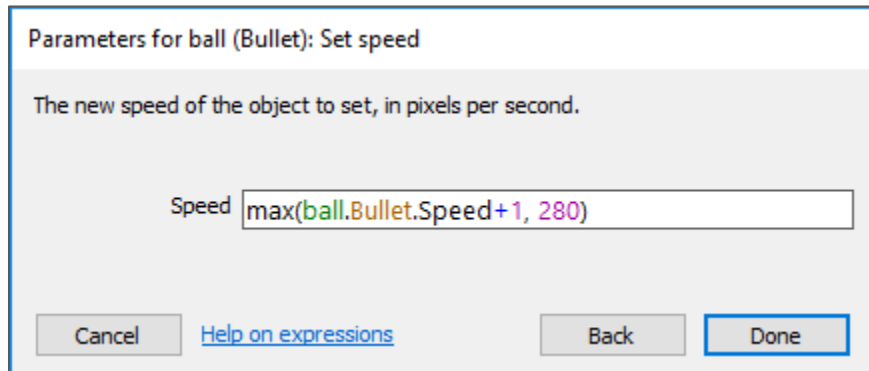 Parameters for ball (Bullet): Set speed
The new speed of the object to set, in pixels per second.
Speed max(ball.Bullet.Speed+1, 280)
Cancel Help on expressions Back Done